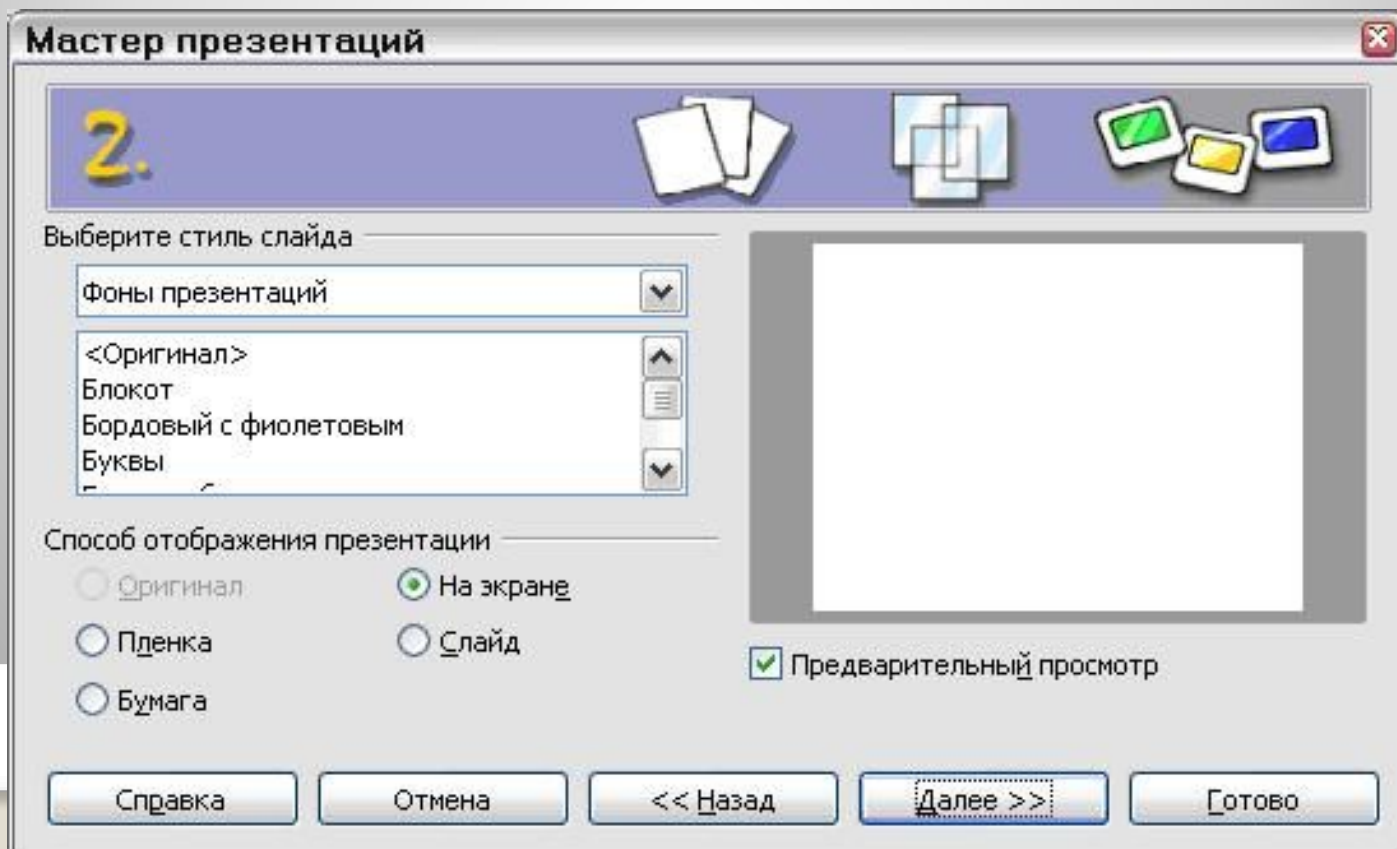 Мастер презентаций
2.
Выберите стиль слайда
Фоны презентаций
<Оригинал>
Блокот
Бордовый с фиолетовым
Буквы
Способ отображения презентации
Оригинал
На экране
Пленка
Слайд
Бумага
Предварительный просмотр
Справка
Отмена
<< Назад
Далее >>
Готово